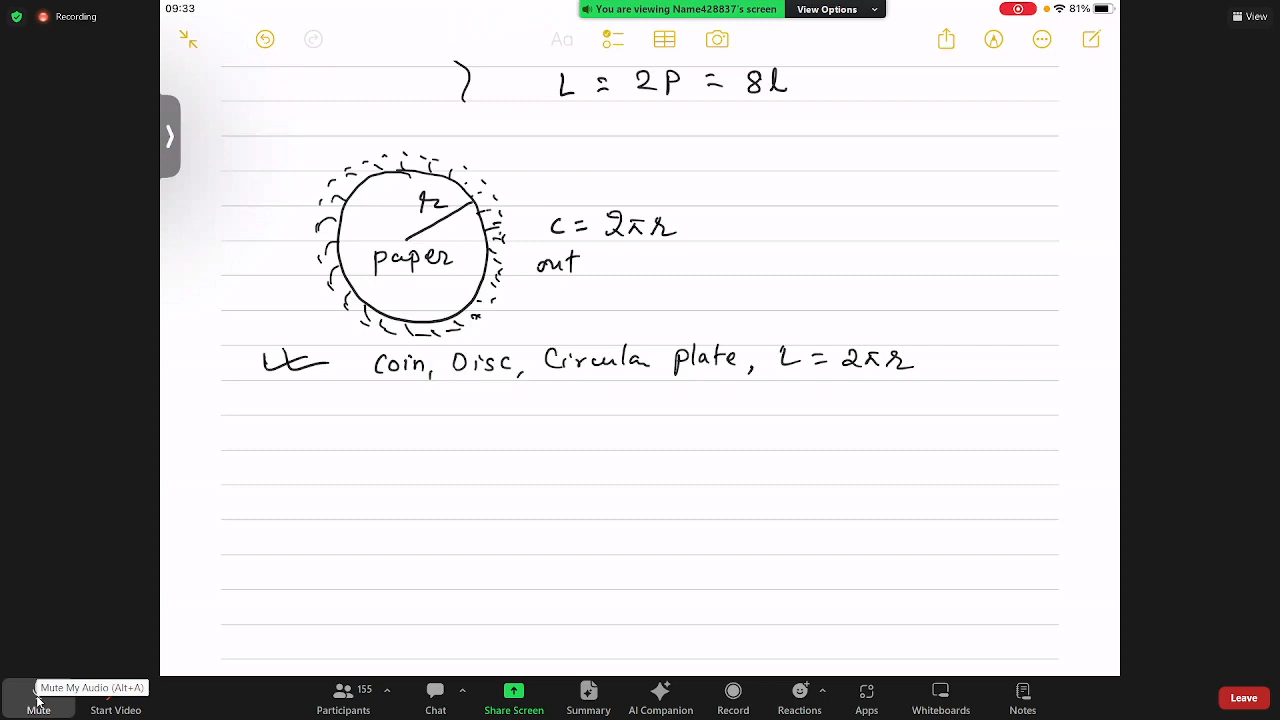 09:33
You are viewing Name428837's screen
View Options
81%
Recording
View
Aa
L = 2P = 8l
r
paper
c = 2πr
out
Coin, Disc, Circular plate, L = 2πr
Mute My Audio (Alt+A)
Mute
Start Video
155
Participants
Chat
Share Screen
Summary
AI Companion
Record
Reactions
Apps
Whiteboards
Notes
Leave